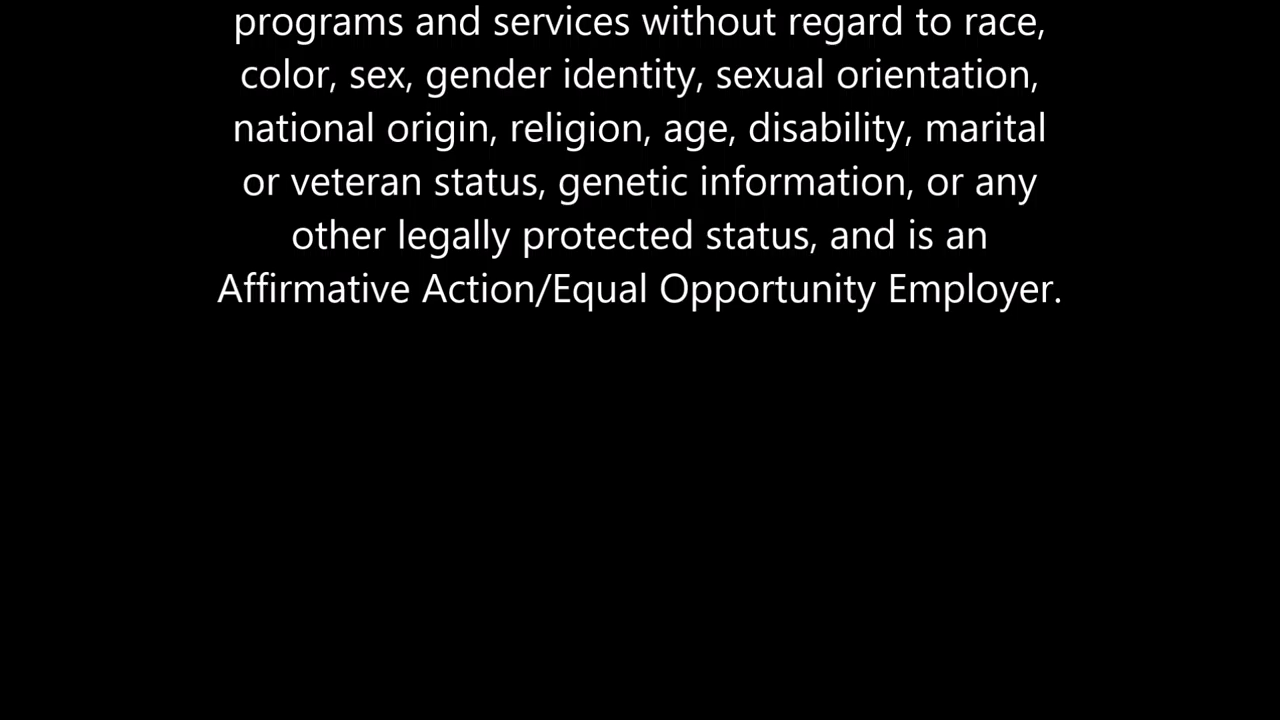 programs and services without regard to race,
color, sex, gender identity, sexual orientation,
national origin, religion, age, disability, marital
or veteran status, genetic information, or any
other legally protected status, and is an
Affirmative Action/Equal Opportunity Employer.